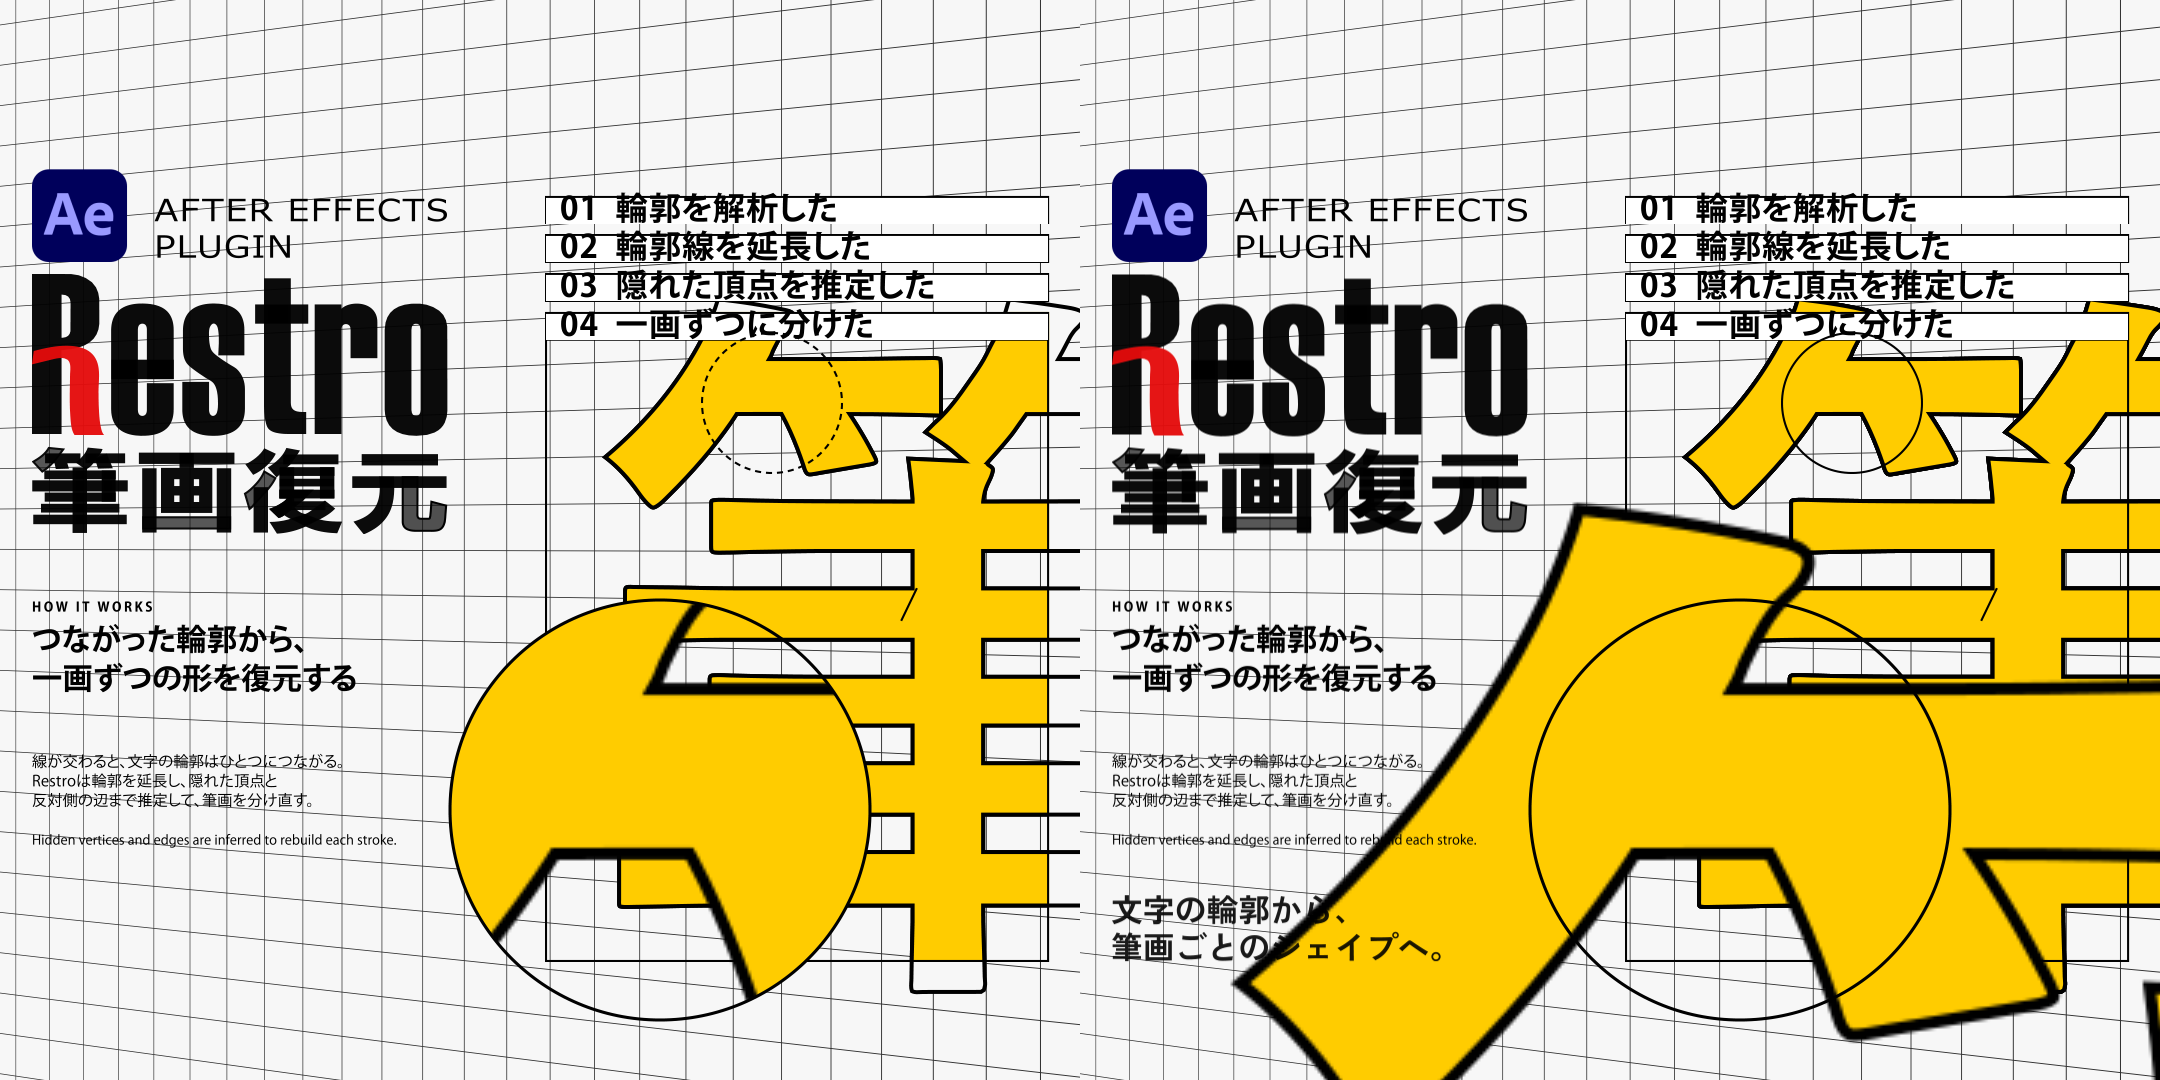 Ae
AFTER EFFECTS
PLUGIN
Restro
筆画復元
01 輪郭を解析した
02 輪郭線を延長した
03 隠れた頂点を推定した
04 一画ずつに分けた
HOW IT WORKS
つながった輪郭から、
一画ずつの形を復元する
線が交わると、文字の輪郭はひとつにつながる。
Restroは輪郭を延長し、隠れた頂点と
反対側の辺まで推定して、筆画を分け直す。
Hidden vertices and edges are inferred to rebuild each stroke.
Ae
AFTER EFFECTS
PLUGIN
Restro
筆画復元
01 輪郭を解析した
02 輪郭線を延長した
03 隠れた頂点を推定した
04 一画ずつに分けた
HOW IT WORKS
つながった輪郭から、
一画ずつの形を復元する
線が交わると、文字の輪郭はひとつにつながる。
Restroは輪郭を延長し、隠れた頂点と
反対側の辺まで推定して、筆画を分け直す。
Hidden vertices and edges are inferred to rebuild each stroke.
文字の輪郭から、
筆画ごとのシェイプへ。